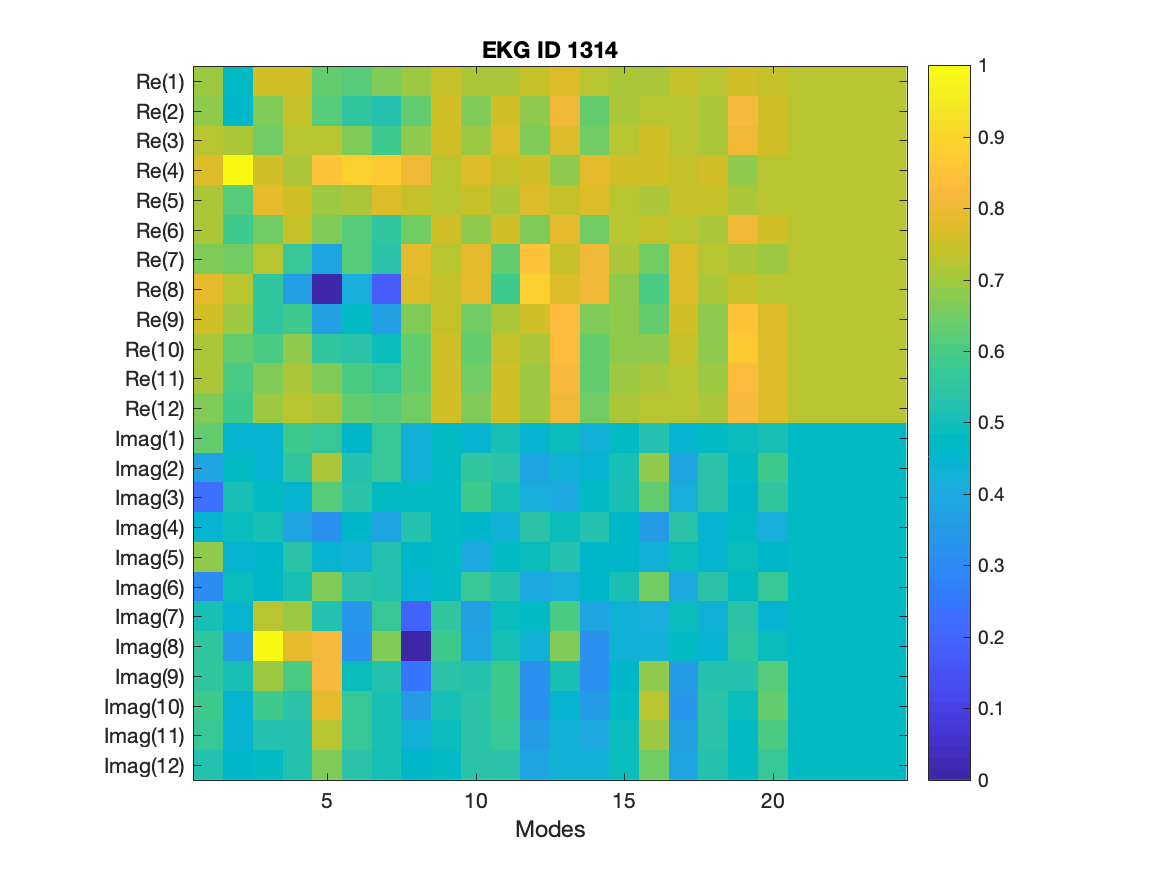 EKG ID 1314
Re(1)
Re(2)
Re(3)
Re(4)
Re(5)
Re(6)
Re(7)
Re(8)
Re(9)
Re(10)
Re(11)
Re(12)
Imag(1)
Imag(2)
Imag(3)
Imag(4)
Imag(5)
Imag(6)
Imag(7)
Imag(8)
Imag(9)
Imag(10)
Imag(11)
Imag(12)
5 10 15 20
Modes
1
0.9
0.8
0.7
0.6
0.5
0.4
0.3
0.2
0.1
0